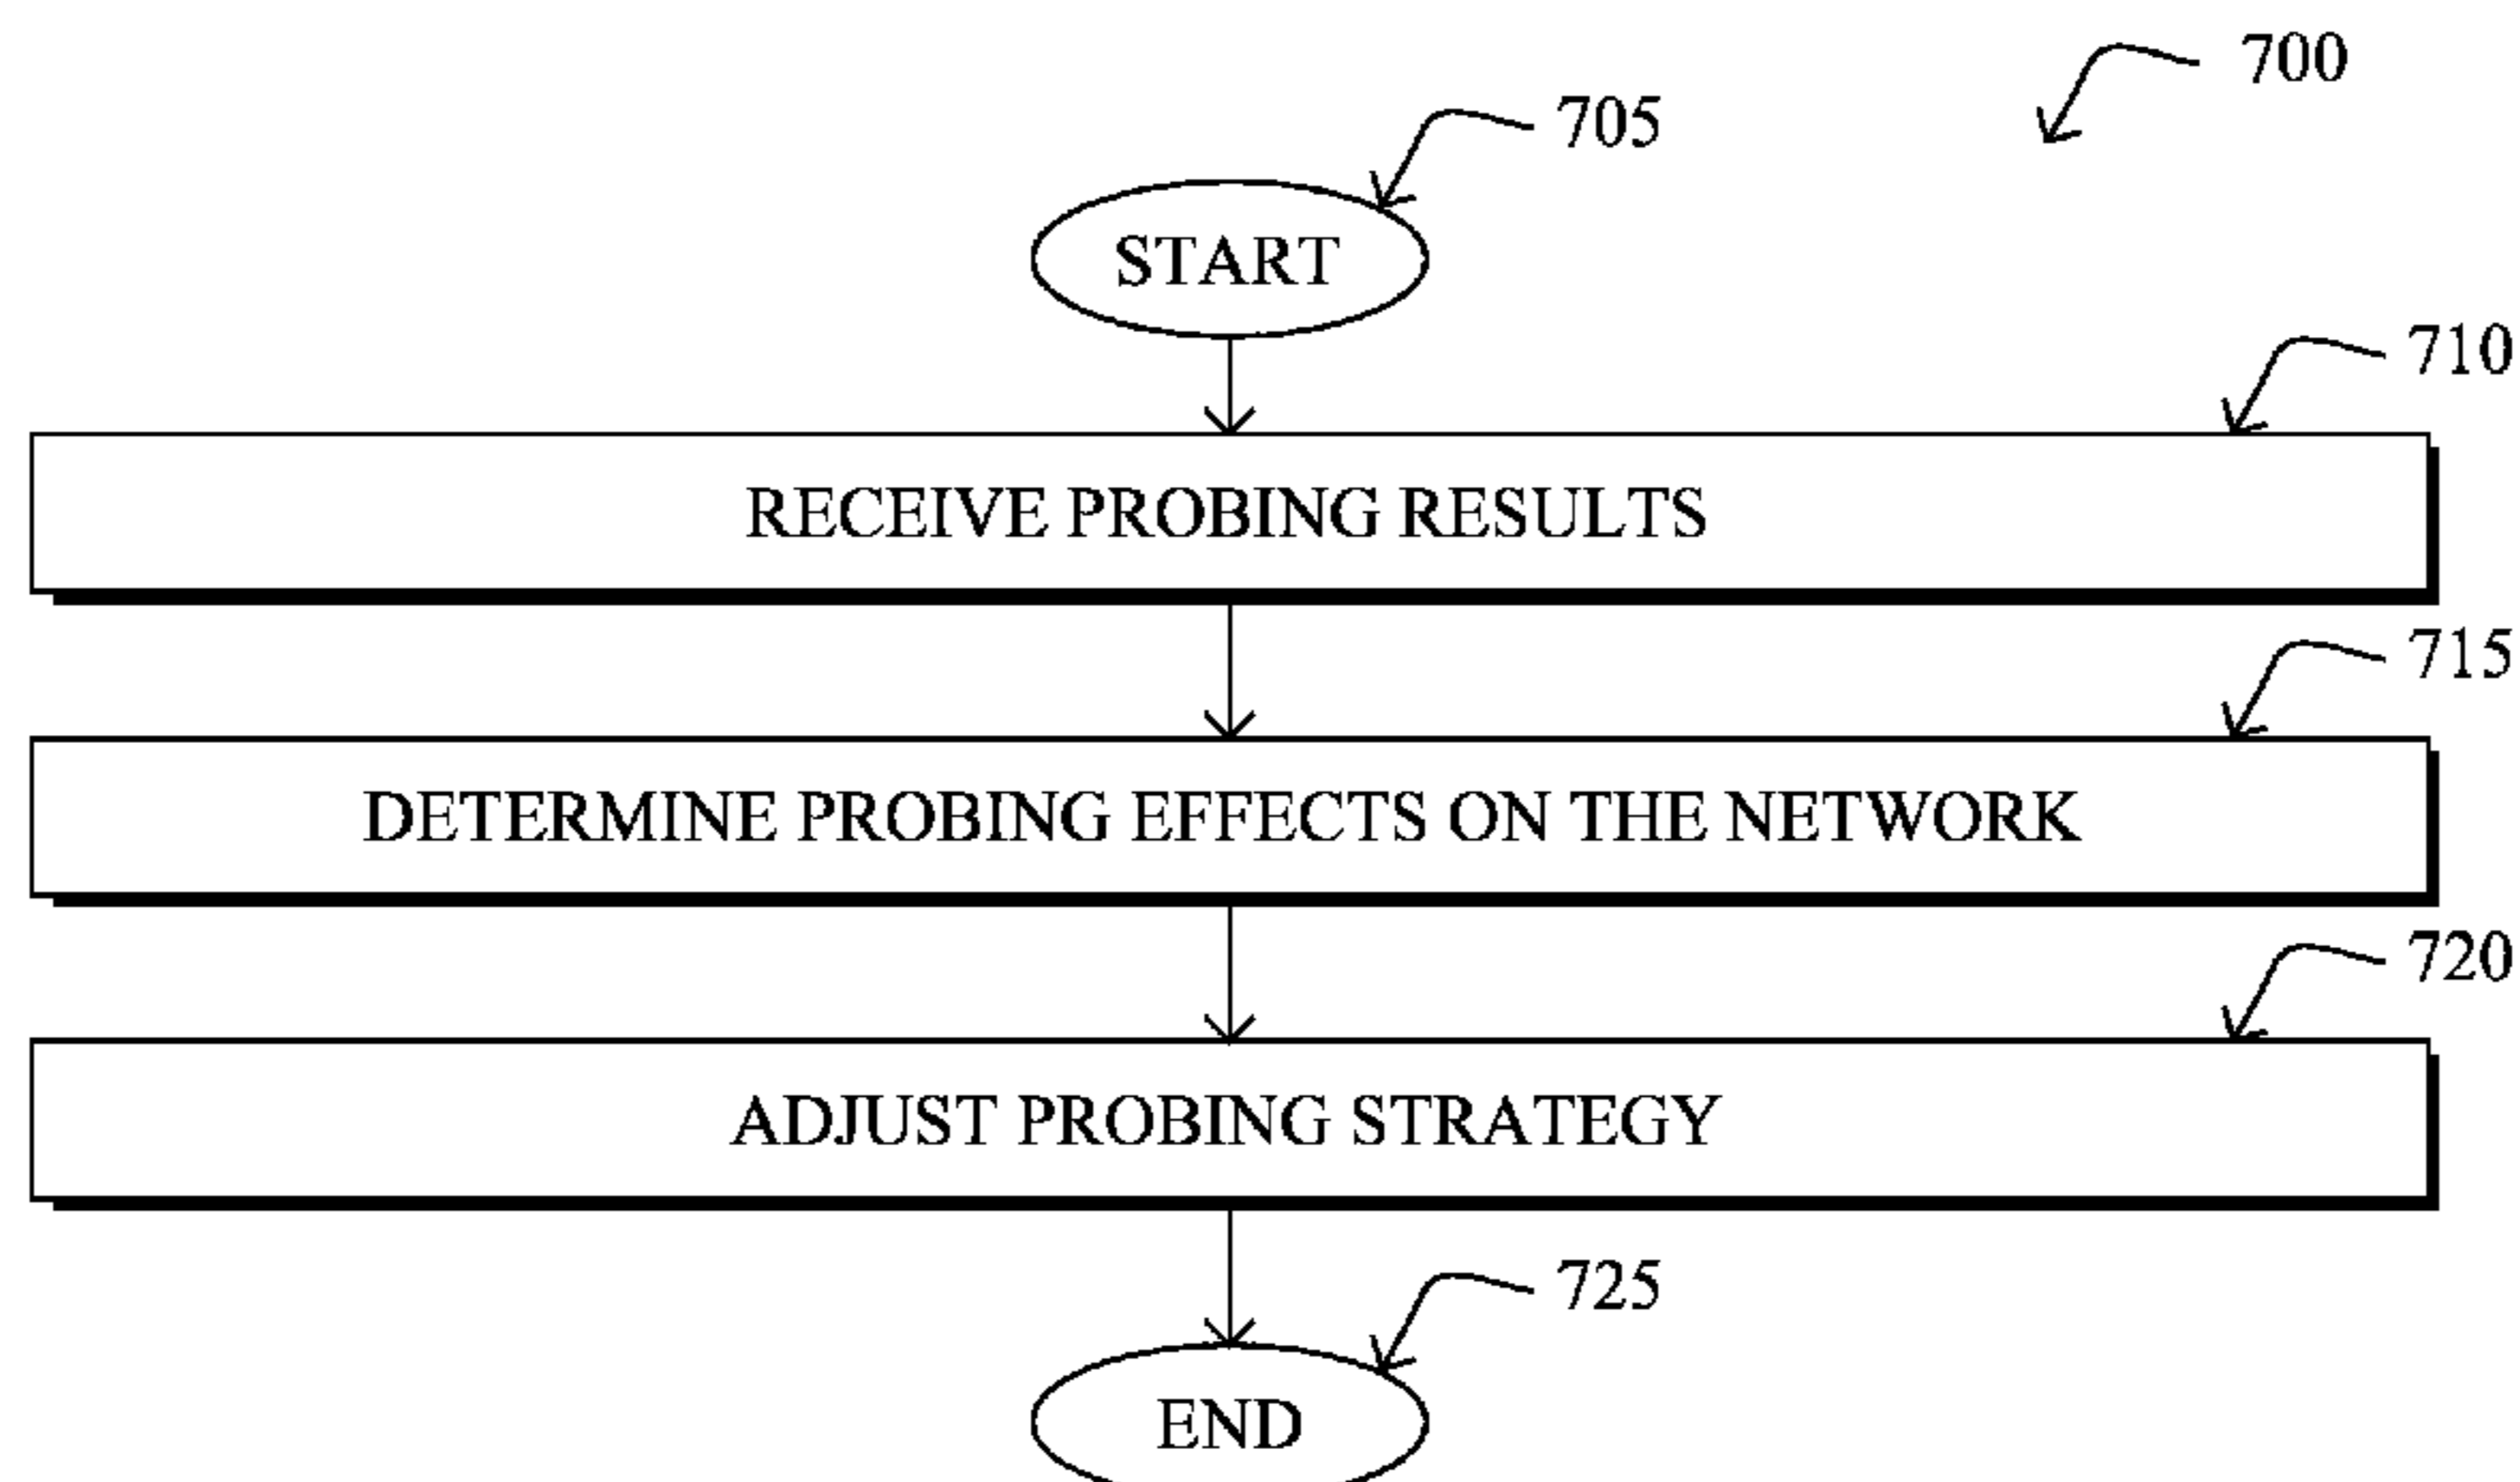 700
705
START
710
RECEIVE PROBING RESULTS
715
DETERMINE PROBING EFFECTS ON THE NETWORK
720
ADJUST PROBING STRATEGY
725
END